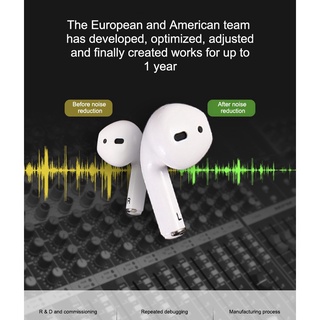 The European and American team
has developed, optimized, adjusted
and finally created works for up to
1 year
Before noise
reduction
After noise
reduction
R
L
R & D and commissioning
Repeated debugging
Manufacturing process